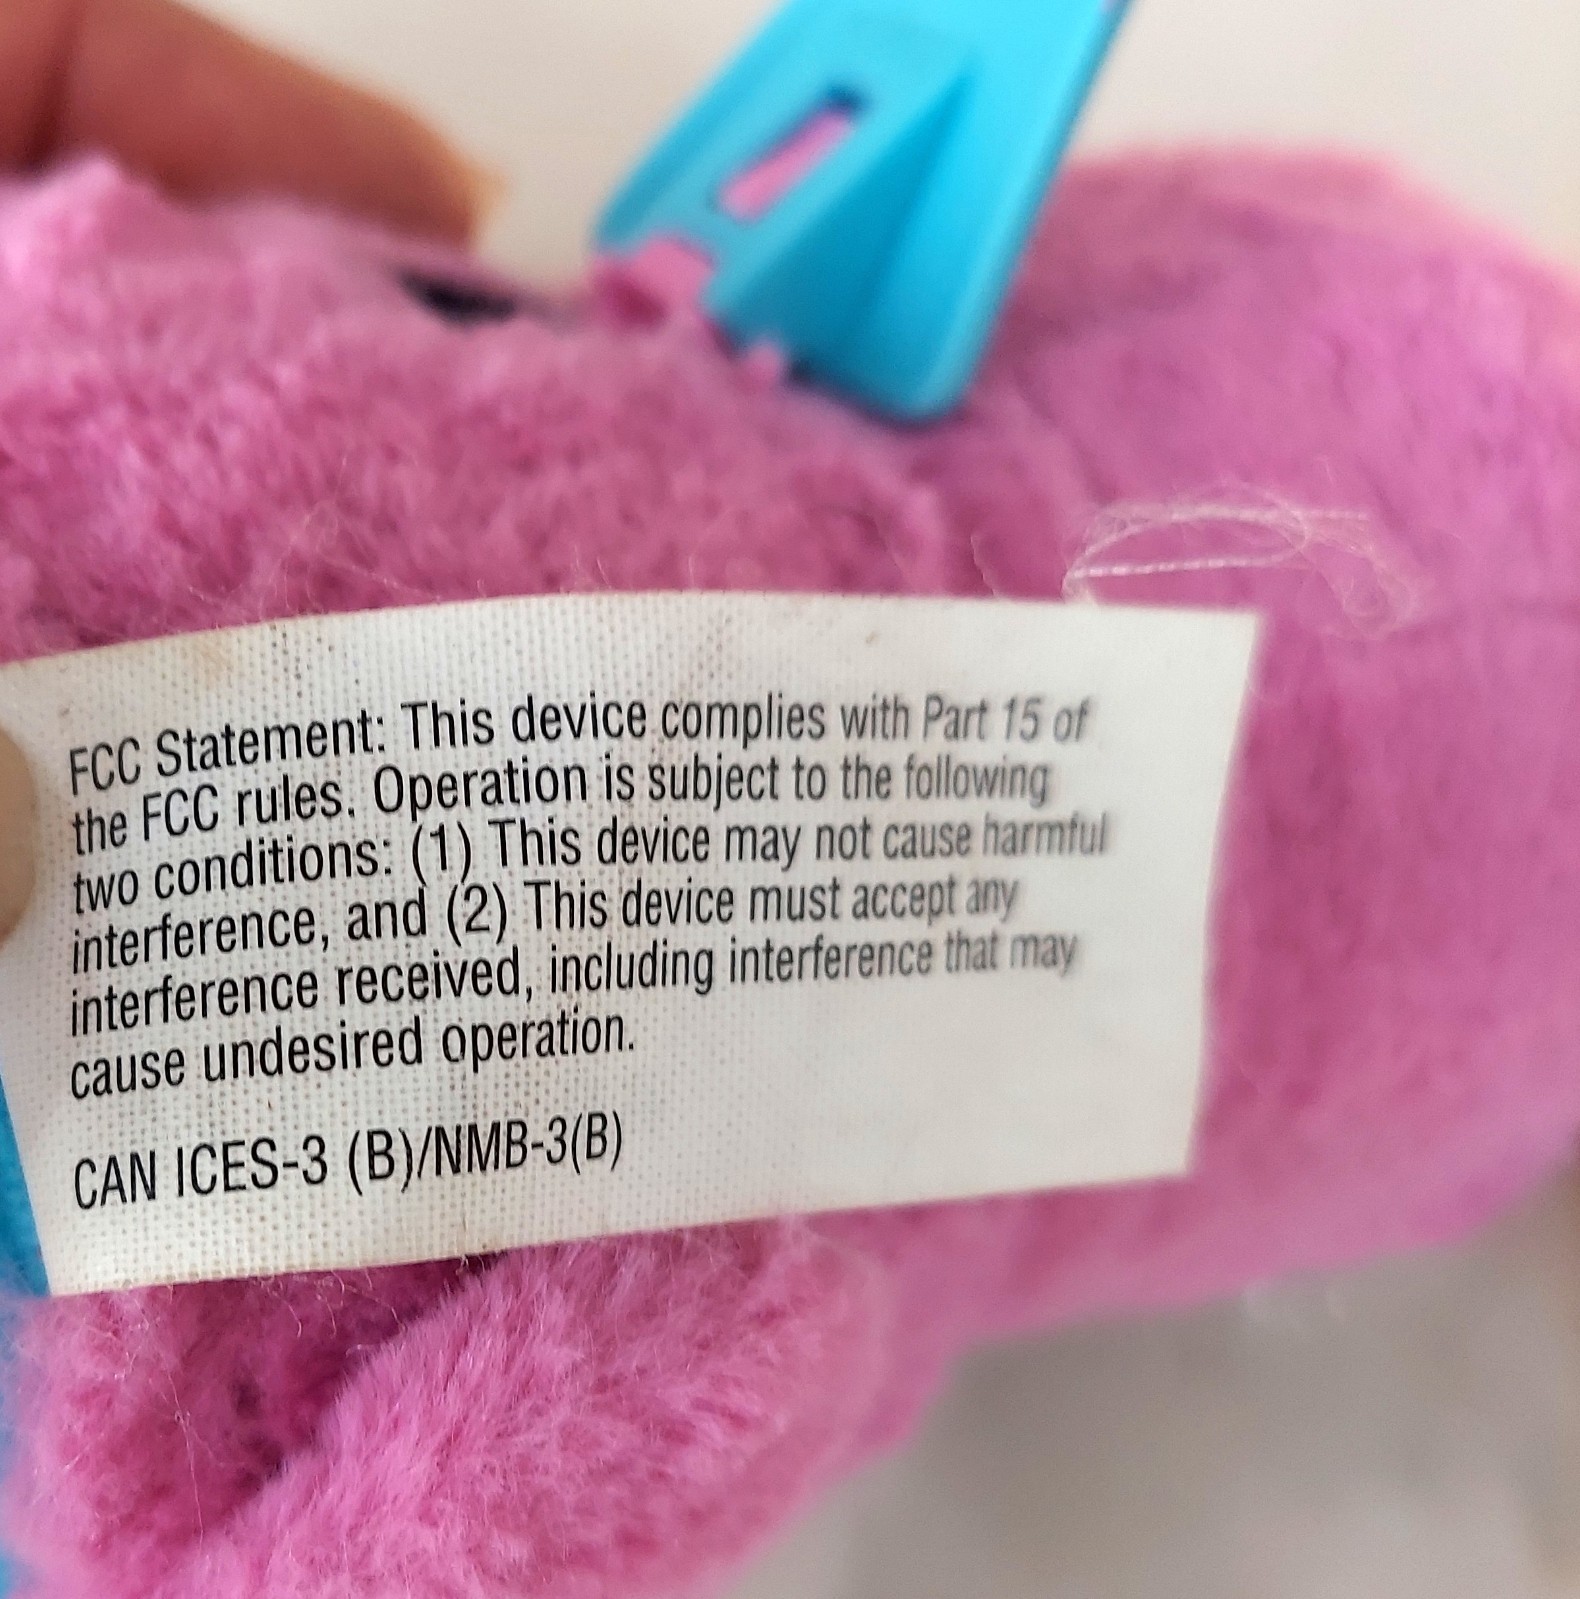 FCC Statement: This device complies with Part 15 of
the FCC rules. Operation is subject to the following
two conditions: (1) This device may not cause harmful
interference, and (2) This device must accept any
interference received, including interference that may
cause undesired operation.
CAN ICES-3 (B)/NMB-3(B)